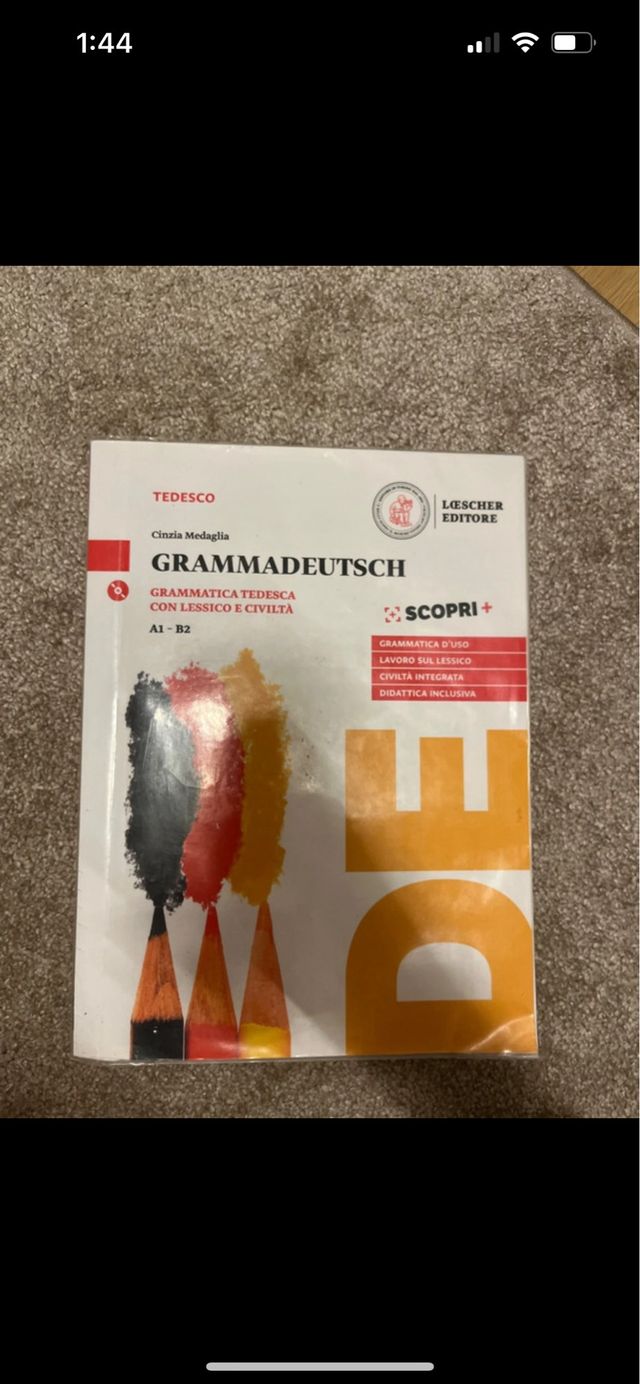 1:44
TEDESCO
LŒSCHER
EDITORE
Cinzia Medaglia
GRAMMADEUTSCH
GRAMMATICA TEDESCA
CON LESSICO E CIVILTÀ
A1 - B2
SCOPRI+
GRAMMATICA D'USO
LAVORO SUL LESSICO
CIVILTÀ INTEGRATA
DIDATTICA INCLUSIVA
DE